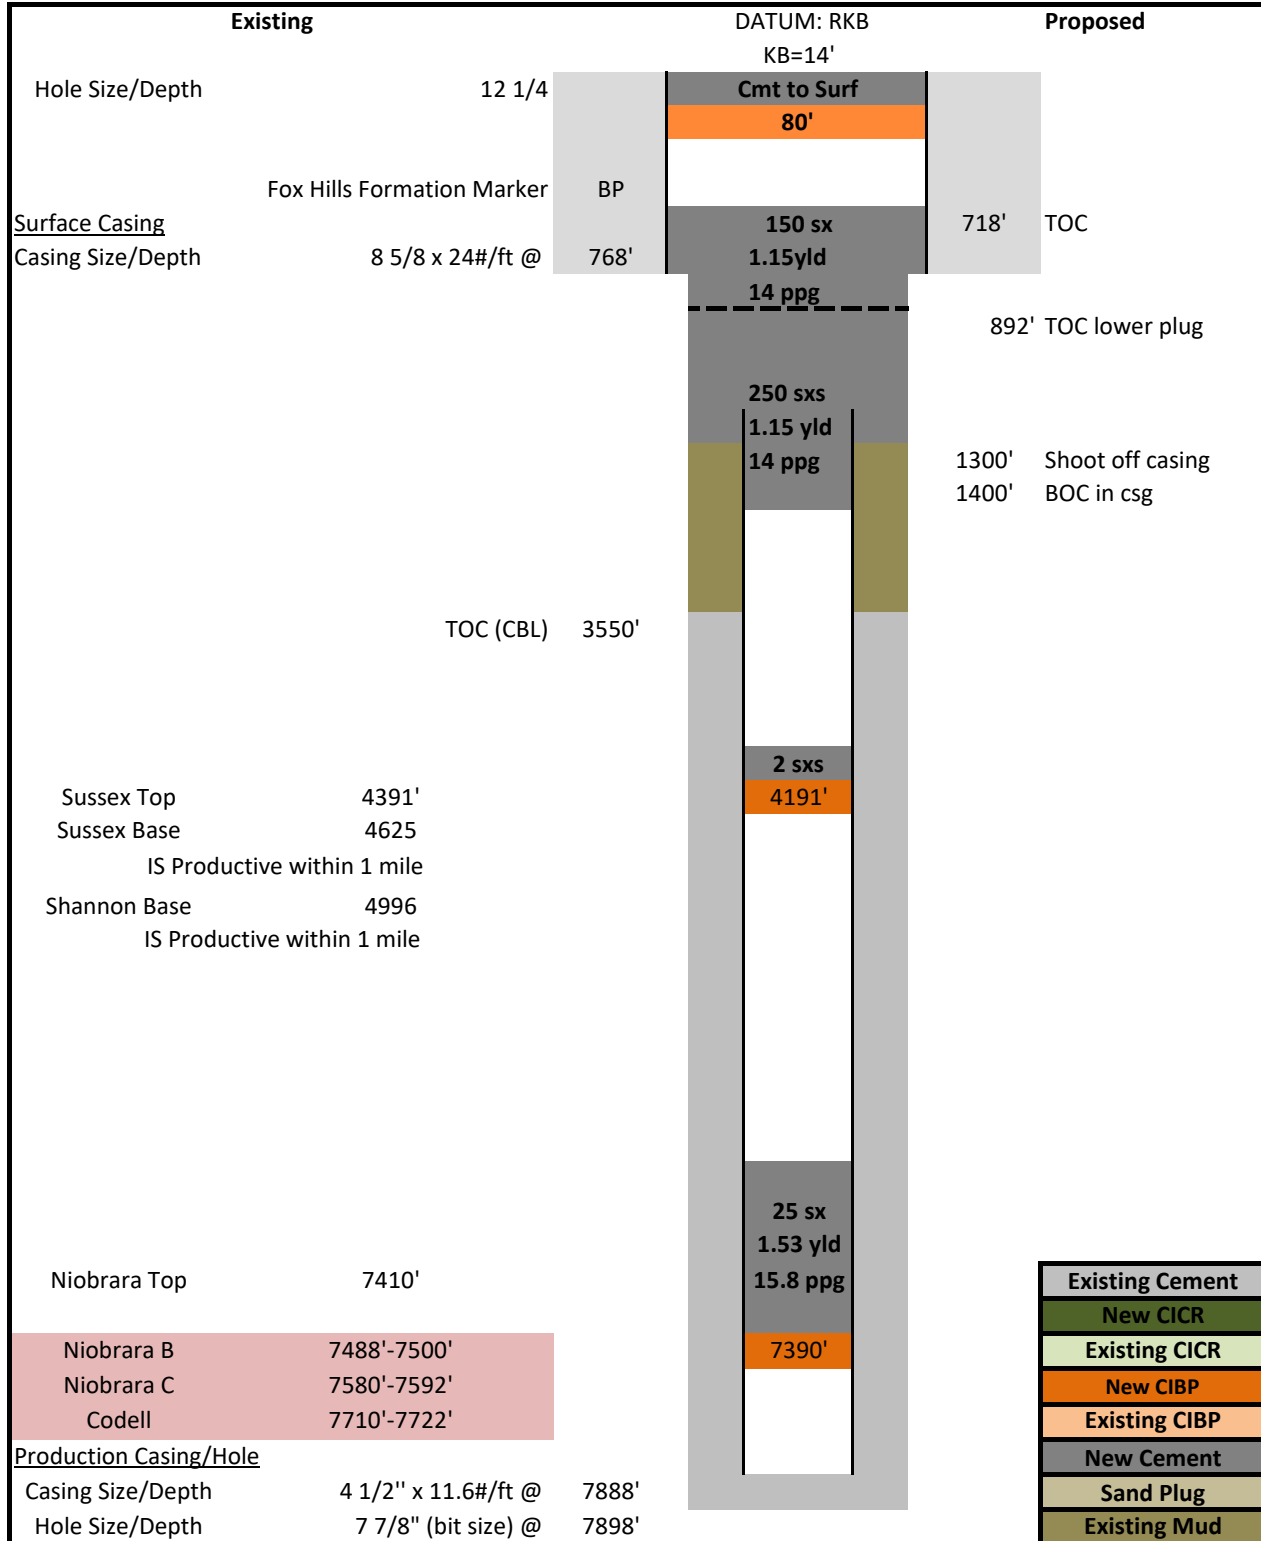 Existing DATUM: RKB Proposed
KB=14'
Hole Size/Depth 12 1/4 Cmt to Surf
80'
Fox Hills Formation Marker BP
Surface Casing 150 sx 718' TOC
Casing Size/Depth 8 5/8 x 24#/ft @ 768' 1.15yld
14 ppg
892' TOC lower plug
250 sxs
1.15 yld
14 ppg 1300' Shoot off casing
1400' BOC in csg
TOC (CBL) 3550'
2 sxs
Sussex Top 4391' 4191'
Sussex Base 4625
IS Productive within 1 mile
Shannon Base 4996
IS Productive within 1 mile
25 sx
1.53 yld
Niobrara Top 7410' 15.8 ppg Existing Cement
New CICR
Niobrara B 7488'-7500' 7390' Existing CICR
Niobrara C 7580'-7592' New CIBP
Codell 7710'-7722' Existing CIBP
Production Casing/Hole New Cement
Casing Size/Depth 4 1/2'' x 11.6#/ft @ 7888' Sand Plug
Hole Size/Depth 7 7/8" (bit size) @ 7898' Existing Mud